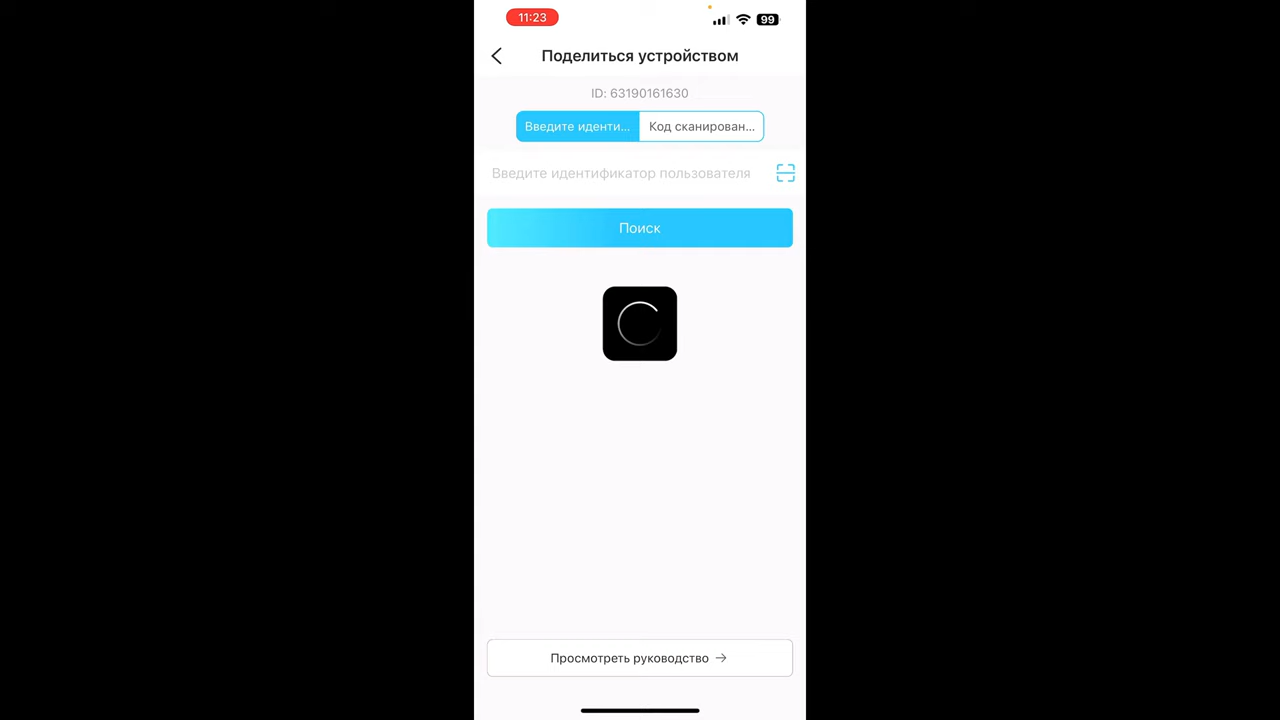 11:23
99
Поделиться устройством
ID: 63190161630
Введите иденти...
Код сканирован...
Введите идентификатор пользователя
Поиск
Просмотреть руководство →